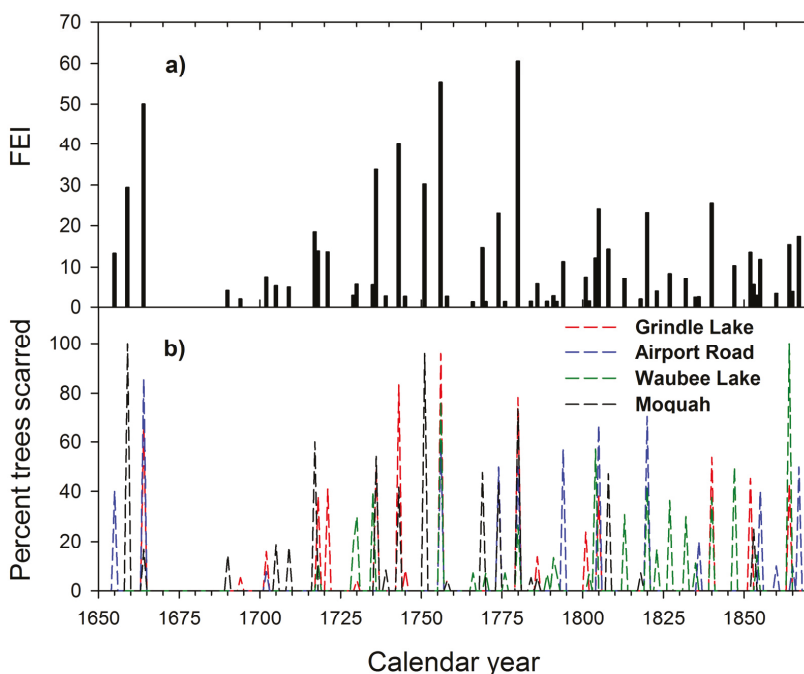 70
60
50
40
30
20
10
0
FEI
a)
100
80
60
40
20
0
Percent trees scarred
b)
Grindle Lake
Airport Road
Waubee Lake
Moquah
1650 1675 1700 1725 1750 1775 1800 1825 1850
Calendar year